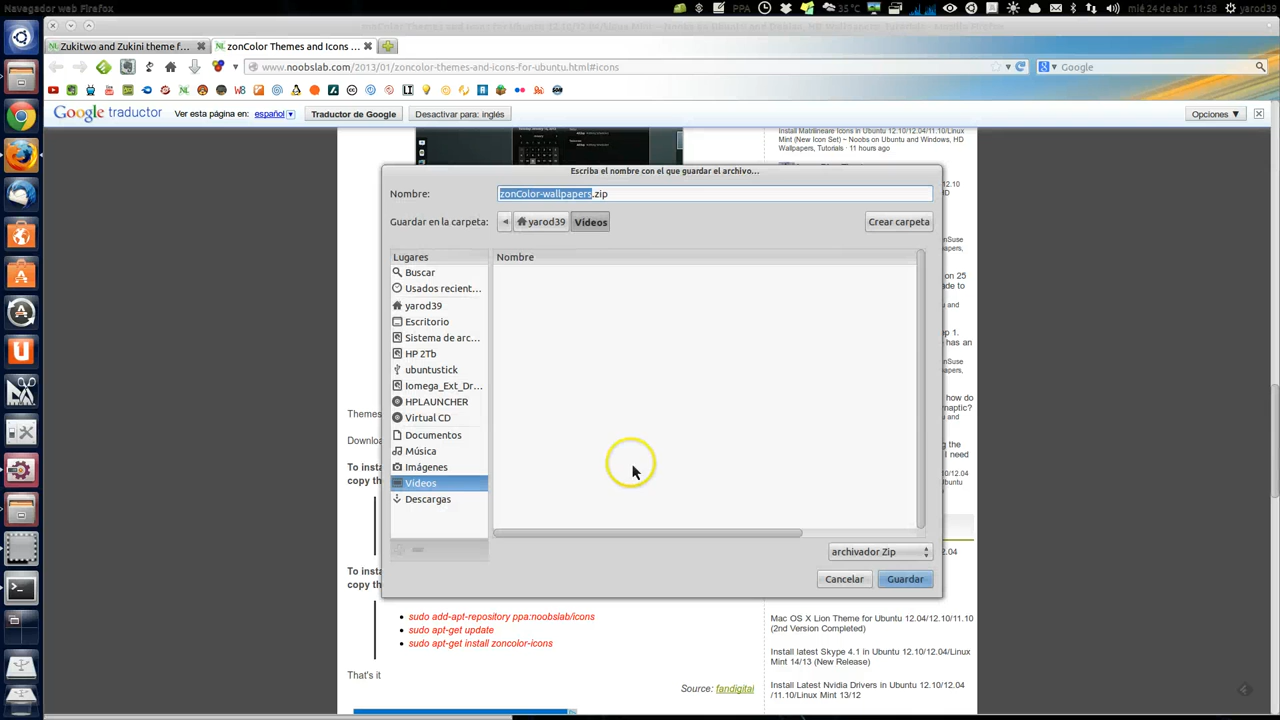 Navegador web Firefox
PPA
35°C
mié 24 de abr
11:58
yarod39
Zukitwo and Zukini theme f...
zonColor Themes and Icons ...
www.noobslab.com/2013/01/zoncolor-themes-and-icons-for-ubuntu.html#icons
Google
Google traductor
Ver esta página en:
español
Traductor de Google
Desactivar para: inglés
Opciones ▼
Install Matrilineare Icons in Ubuntu 12.10/12.04/11.10/Linux
Mint (New Icon Set) ~ Noobs on Ubuntu and Windows, HD
Wallpapers, Tutorials · 11 hours ago
Escriba el nombre con el que guardar el archivo...
Nombre:
zonColor-wallpapers.zip
Guardar en la carpeta:
yarod39
Vídeos
Crear carpeta
Lugares
Nombre
Buscar
Usados recient...
yarod39
Escritorio
Sistema de arc...
HP 2Tb
ubuntustick
Iomega_Ext_Dr...
HPLAUNCHER
Virtual CD
Documentos
Música
Imágenes
Vídeos
Descargas
archivador Zip
Cancelar
Guardar
Themes
Downloa
To insta
copy th
To insta
copy th
sudo add-apt-repository ppa:noobslab/icons
sudo apt-get update
sudo apt-get install zoncolor-icons
That's it
Source: fandigital
Mac OS X Lion Theme for Ubuntu 12.04/12.10/11.10
(2nd Version Completed)
Install latest Skype 4.1 in Ubuntu 12.10/12.04/Linux
Mint 14/13 (New Release)
Install Latest Nvidia Drivers in Ubuntu 12.10/12.04
/11.10/Linux Mint 13/12